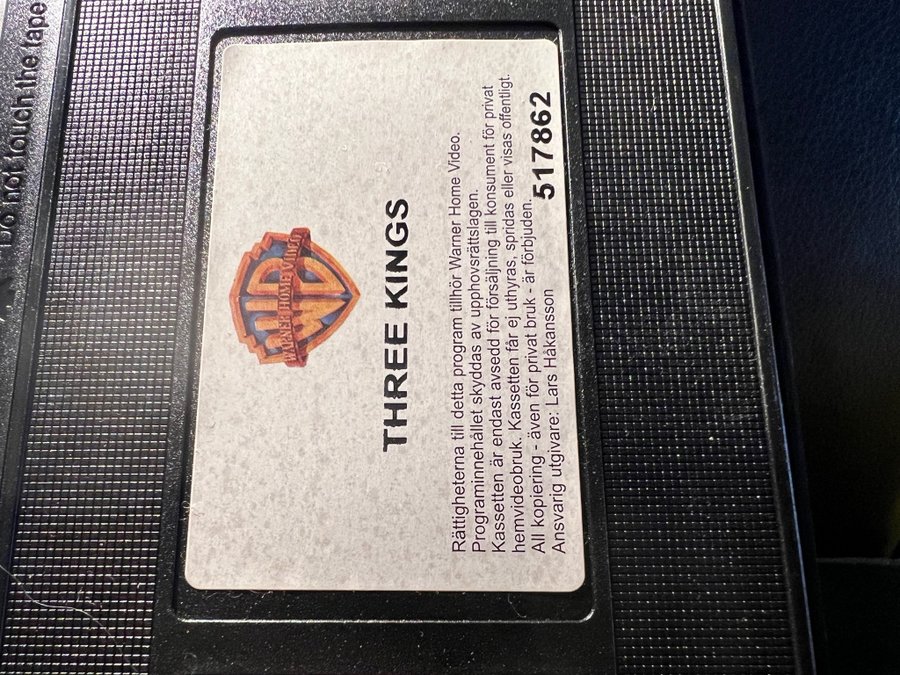 Do not touch the tape
WB
WARNER HOME VIDEO
THREE KINGS
Rättigheterna till detta program tillhör Warner Home Video.
Programinnehållet skyddas av upphovsrättslagen.
Kassetten är endast avsedd för försäljning till konsument för privat
hemvideobruk. Kassetten får ej uthyras, spridas eller visas offentligt.
All kopiering - även för privat bruk - är förbjuden.
Ansvarig utgivare: Lars Håkansson
517862